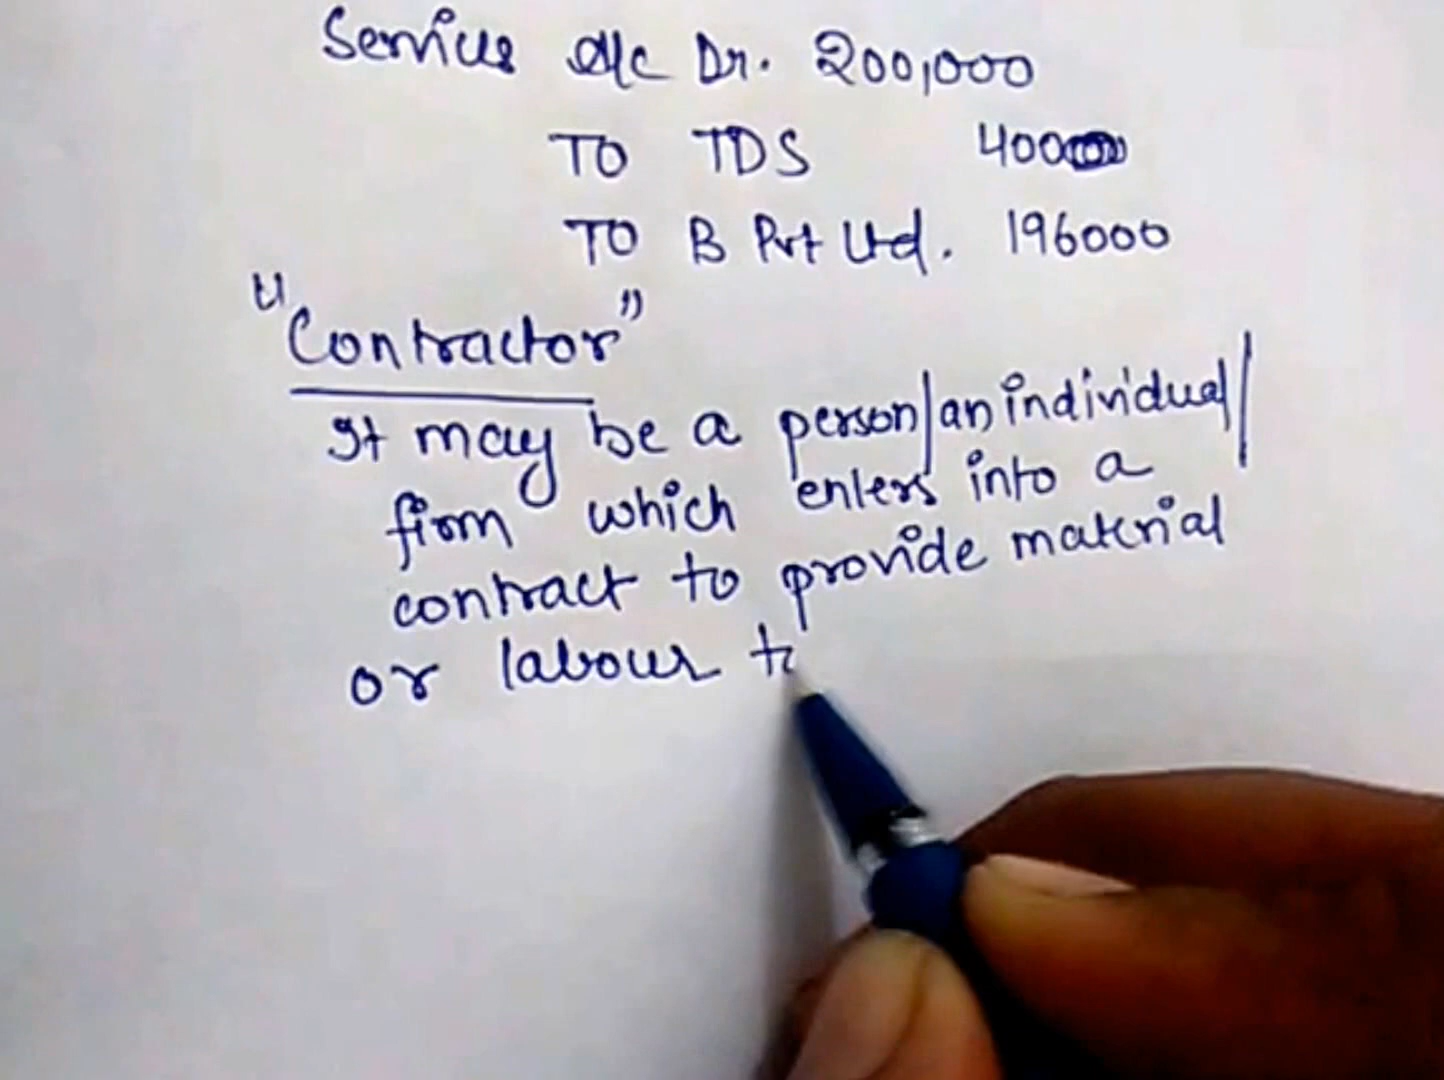 Services A/c Dr. 200,000
TO TDS 4000
TO B Pvt Ltd. 196000
"Contractor"
It may be a person/an individual/
firm which enters into a
contract to provide material
or labour